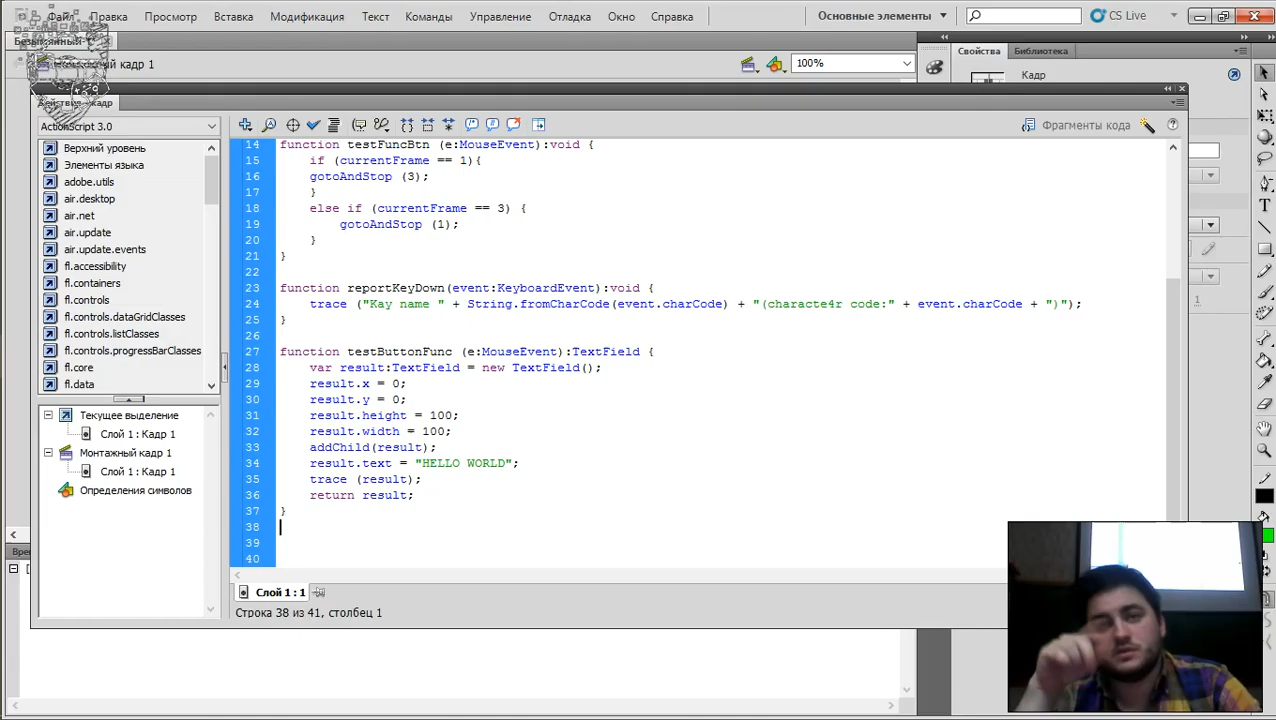 Файл Правка Просмотр Вставка Модификация Текст Команды Управление Отладка Окно Справка Основные элементы CS Live
100% Свойства Библиотека
Кадр
ActionScript 3.0 Фрагменты кода
Верхний уровень
Элементы языка
adobe.utils
air.desktop
air.net
air.update
air.update.events
fl.accessibility
fl.containers
fl.controls
fl.controls.dataGridClasses
fl.controls.listClasses
fl.controls.progressBarClasses
fl.core
fl.data
Текущее выделение
Слой 1 : Кадр 1
Монтажный кадр 1
Слой 1 : Кадр 1
Определения символов
14 function testFuncBtn (e:MouseEvent):void {
15 if (currentFrame == 1){
16 gotoAndStop (3);
17 }
18 else if (currentFrame == 3) {
19 gotoAndStop (1);
20 }
21 }
22
23 function reportKeyDown(event:KeyboardEvent):void {
24 trace ("Kay name " + String.fromCharCode(event.charCode) + "(characte4r code:" + event.charCode + ")");
25 }
26
27 function testButtonFunc (e:MouseEvent):TextField {
28 var result:TextField = new TextField();
29 result.x = 0;
30 result.y = 0;
31 result.height = 100;
32 result.width = 100;
33 addChild(result);
34 result.text = "HELLO WORLD";
35 trace (result);
36 return result;
37 }
38
39
40
1
Слой 1 : 1
Строка 38 из 41, столбец 1